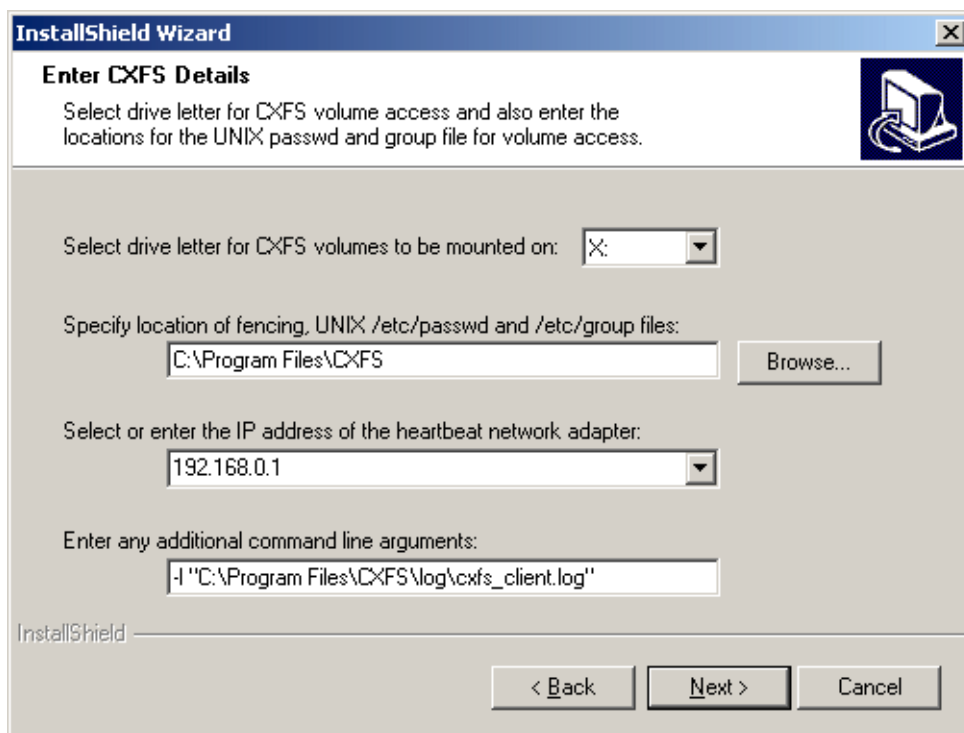 InstallShield Wizard
Enter CXFS Details
Select drive letter for CXFS volume access and also enter the
locations for the UNIX passwd and group file for volume access.
Select drive letter for CXFS volumes to be mounted on: X:
Specify location of fencing, UNIX /etc/passwd and /etc/group files:
C:\Program Files\CXFS Browse...
Select or enter the IP address of the heartbeat network adapter:
192.168.0.1
Enter any additional command line arguments:
-l "C:\Program Files\CXFS\log\cxfs_client.log"
InstallShield
< Back Next > Cancel